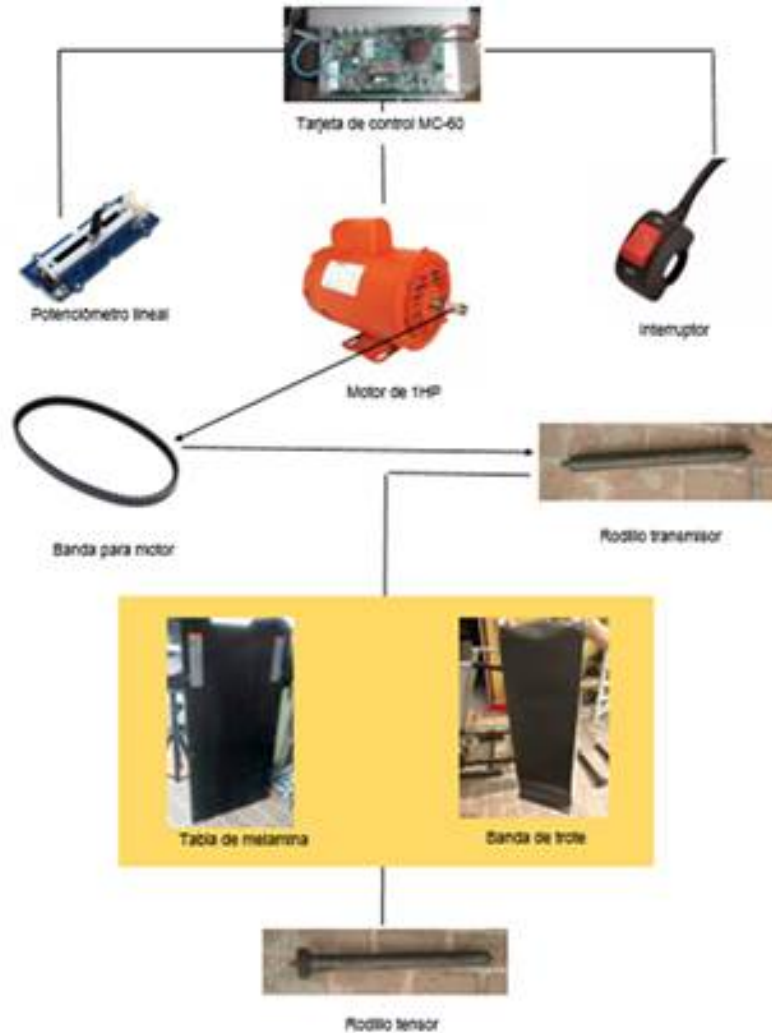 Tarjeta de control MC-60
Potenciómetro lineal
Interruptor
Motor de 1HP
Banda para motor
Rodillo transmisor
Tabla de melamina
Banda de trote
Rodillo tensor